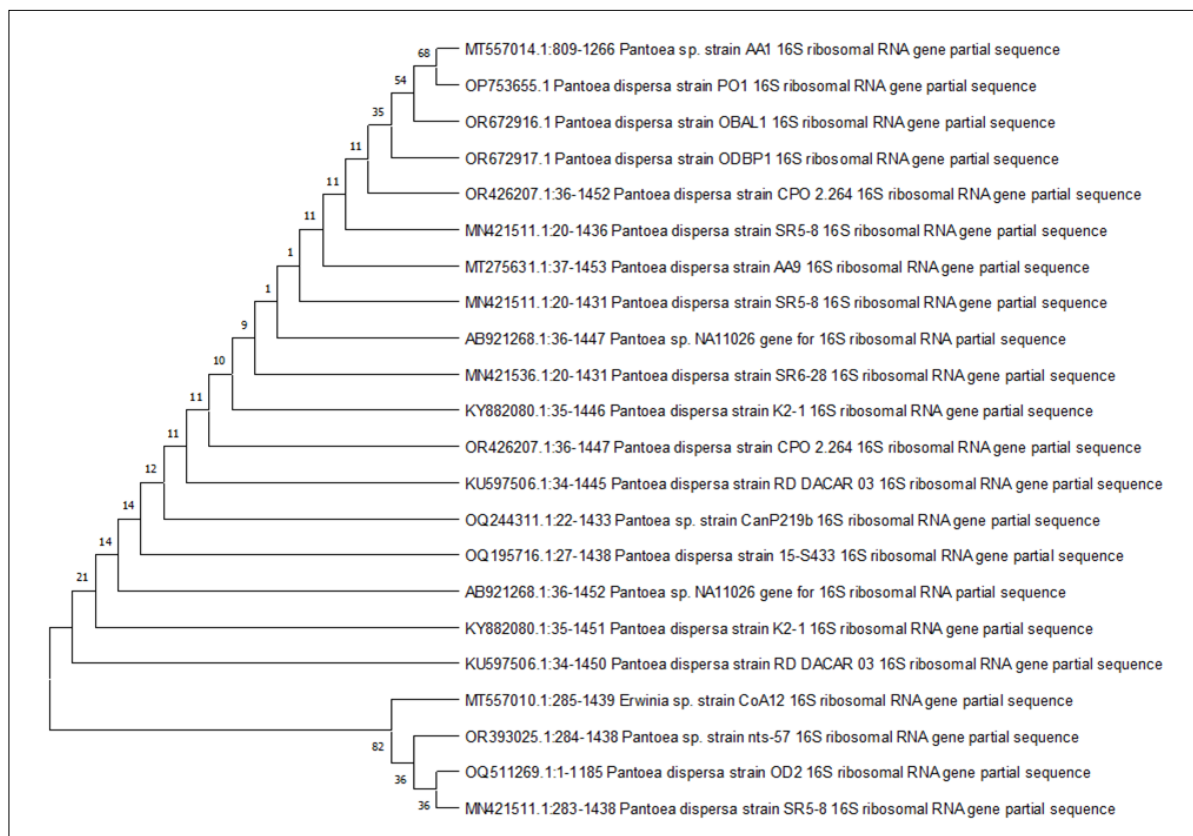 68
MT557014.1:809-1266 Pantoea sp. strain AA1 16S ribosomal RNA gene partial sequence
54
OP753655.1 Pantoea dispersa strain PO1 16S ribosomal RNA gene partial sequence
35
OR672916.1 Pantoea dispersa strain OBAL1 16S ribosomal RNA gene partial sequence
11
OR672917.1 Pantoea dispersa strain ODBP1 16S ribosomal RNA gene partial sequence
11
OR426207.1:36-1452 Pantoea dispersa strain CPO 2.264 16S ribosomal RNA gene partial sequence
11
MN421511.1:20-1436 Pantoea dispersa strain SR5-8 16S ribosomal RNA gene partial sequence
1
MT275631.1:37-1453 Pantoea dispersa strain AA9 16S ribosomal RNA gene partial sequence
1
MN421511.1:20-1431 Pantoea dispersa strain SR5-8 16S ribosomal RNA gene partial sequence
9
AB921268.1:36-1447 Pantoea sp. NA11026 gene for 16S ribosomal RNA partial sequence
10
MN421536.1:20-1431 Pantoea dispersa strain SR6-28 16S ribosomal RNA gene partial sequence
11
KY882080.1:35-1446 Pantoea dispersa strain K2-1 16S ribosomal RNA gene partial sequence
11
OR426207.1:36-1447 Pantoea dispersa strain CPO 2.264 16S ribosomal RNA gene partial sequence
12
KU597506.1:34-1445 Pantoea dispersa strain RD DACAR 03 16S ribosomal RNA gene partial sequence
14
OQ244311.1:22-1433 Pantoea sp. strain CanP219b 16S ribosomal RNA gene partial sequence
14
OQ195716.1:27-1438 Pantoea dispersa strain 15-S433 16S ribosomal RNA gene partial sequence
21
AB921268.1:36-1452 Pantoea sp. NA11026 gene for 16S ribosomal RNA partial sequence
KY882080.1:35-1451 Pantoea dispersa strain K2-1 16S ribosomal RNA gene partial sequence
KU597506.1:34-1450 Pantoea dispersa strain RD DACAR 03 16S ribosomal RNA gene partial sequence
MT557010.1:285-1439 Erwinia sp. strain CoA12 16S ribosomal RNA gene partial sequence
82
OR393025.1:284-1438 Pantoea sp. strain nts-57 16S ribosomal RNA gene partial sequence
36
OQ511269.1:1-1185 Pantoea dispersa strain OD2 16S ribosomal RNA gene partial sequence
36
MN421511.1:283-1438 Pantoea dispersa strain SR5-8 16S ribosomal RNA gene partial sequence